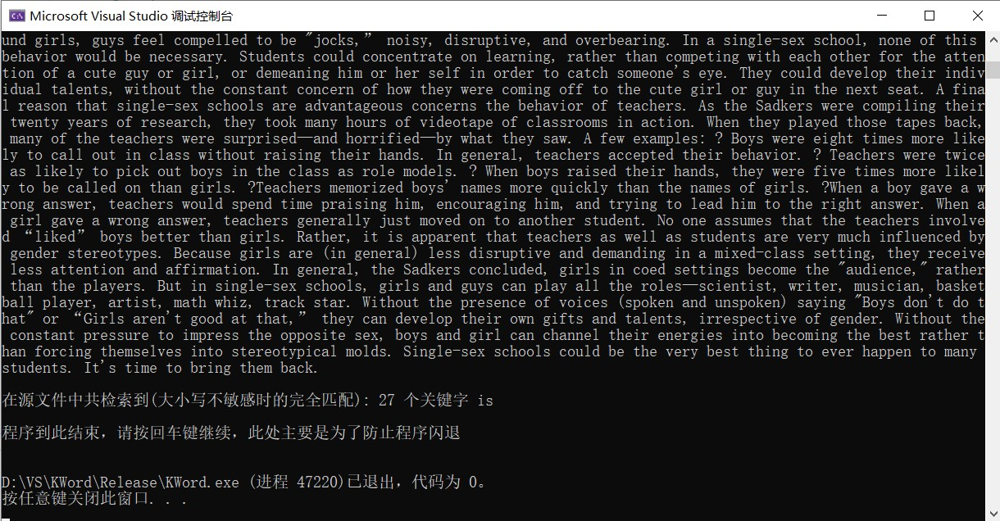 Microsoft Visual Studio 调试控制台
und girls, guys feel compelled to be "jocks,” noisy, disruptive, and overbearing. In a single-sex school, none of this
behavior would be necessary. Students could concentrate on learning, rather than competing with each other for the atten
tion of a cute guy or girl, or demeaning him or her self in order to catch someone's eye. They could develop their indiv
idual talents, without the constant concern of how they were coming off to the cute girl or guy in the next seat. A fina
l reason that single-sex schools are advantageous concerns the behavior of teachers. As the Sadkers were compiling their
twenty years of research, they took many hours of videotape of classrooms in action. When they played those tapes back,
many of the teachers were surprised—and horrified—by what they saw. A few examples: ? Boys were eight times more like
ly to call out in class without raising their hands. In general, teachers accepted their behavior. ? Teachers were twice
as likely to pick out boys in the class as role models. ? When boys raised their hands, they were five times more likel
y to be called on than girls. ?Teachers memorized boys’ names more quickly than the names of girls. ?When a boy gave a w
rong answer, teachers would spend time praising him, encouraging him, and trying to lead him to the right answer. When a
girl gave a wrong answer, teachers generally just moved on to another student. No one assumes that the teachers involve
d “liked” boys better than girls. Rather, it is apparent that teachers as well as students are very much influenced by
gender stereotypes. Because girls are (in general) less disruptive and demanding in a mixed-class setting, they receive
less attention and affirmation. In general, the Sadkers concluded, girls in coed settings become the "audience," rather
than the players. But in single-sex schools, girls and guys can play all the roles—scientist, writer, musician, basket
ball player, artist, math whiz, track star. Without the presence of voices (spoken and unspoken) saying "Boys don't do t
hat" or “Girls aren't good at that,” they can develop their own gifts and talents, irrespective of gender. Without the
constant pressure to impress the opposite sex, boys and girl can channel their energies into becoming the best rather t
han forcing themselves into stereotypical molds. Single-sex schools could be the very best thing to ever happen to many
students. It's time to bring them back.
在源文件中共检索到(大小写不敏感时的完全匹配): 27 个关键字 is
程序到此结束，请按回车键继续，此处主要是为了防止程序闪退
D:\VS\KWord\Release\KWord.exe (进程 47220)已退出，代码为 0。
按任意键关闭此窗口. . .